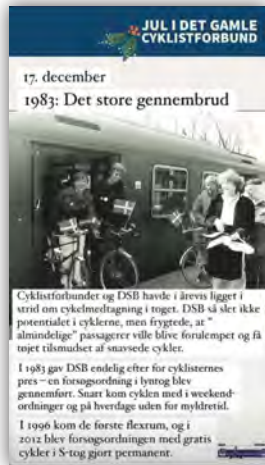 JUL I DET GAMLE
CYKLISTFORBUND
17. december
1983: Det store gennembrud
Cyklistforbundet og DSB havde i årevis ligget i
strid om cykelmedtagning i toget. DSB så slet ikke
potentialet i cyklerne, men frygtede, at "
almindelige" passagerer ville blive forulempet og få
tøjet tilsmudset af snavsede cykler.
I 1983 gav DSB endelig efter for cyklisternes
pres – en forsøgsordning i lyntog blev
gennemført. Snart kom cyklen med i weekend-
ordninger og på hverdage uden for myldretid.
I 1996 kom de første flextrum, og i
2012 blev forsøgsordningen med gratis
cykler i S-tog gjort permanent.